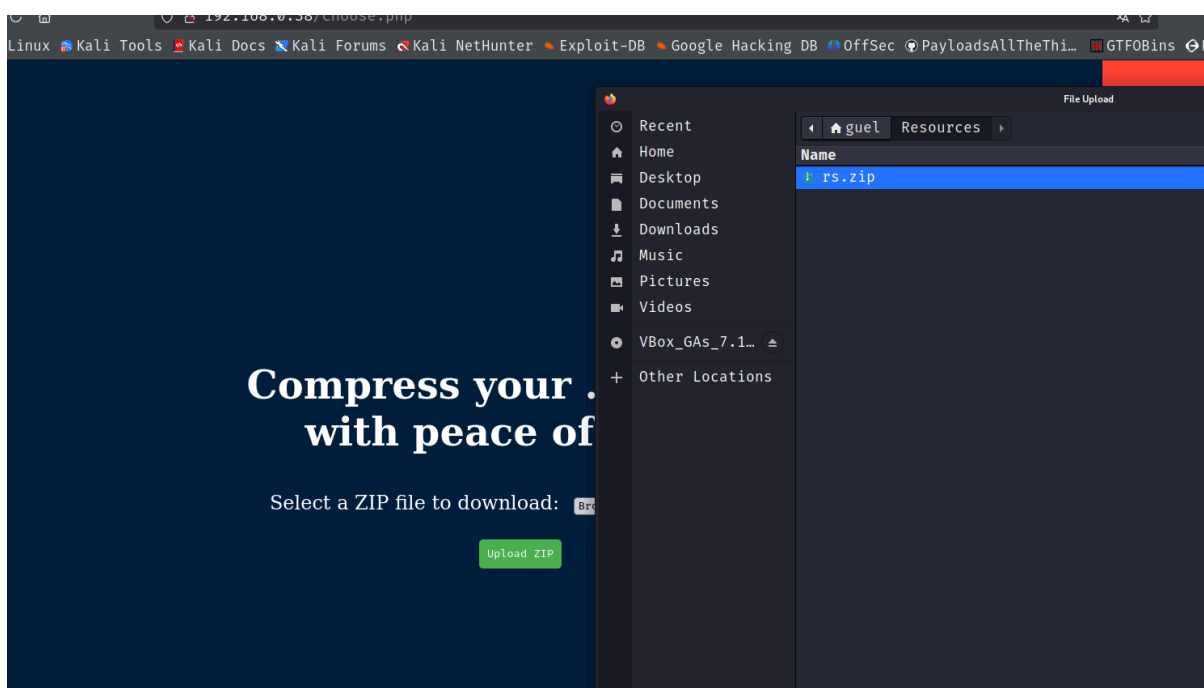 192.168.0.38/choose.php
Linux Kali Tools Kali Docs Kali Forums Kali NetHunter Exploit-DB Google Hacking DB OffSec PayloadsAllTheThi… GTFOBins
File Upload
Recent
Home
Desktop
Documents
Downloads
Music
Pictures
Videos
VBox_GAs_7.1…
Other Locations
guel Resources
Name
rs.zip
Compress your .
with peace of
Select a ZIP file to download: Bro
Upload ZIP